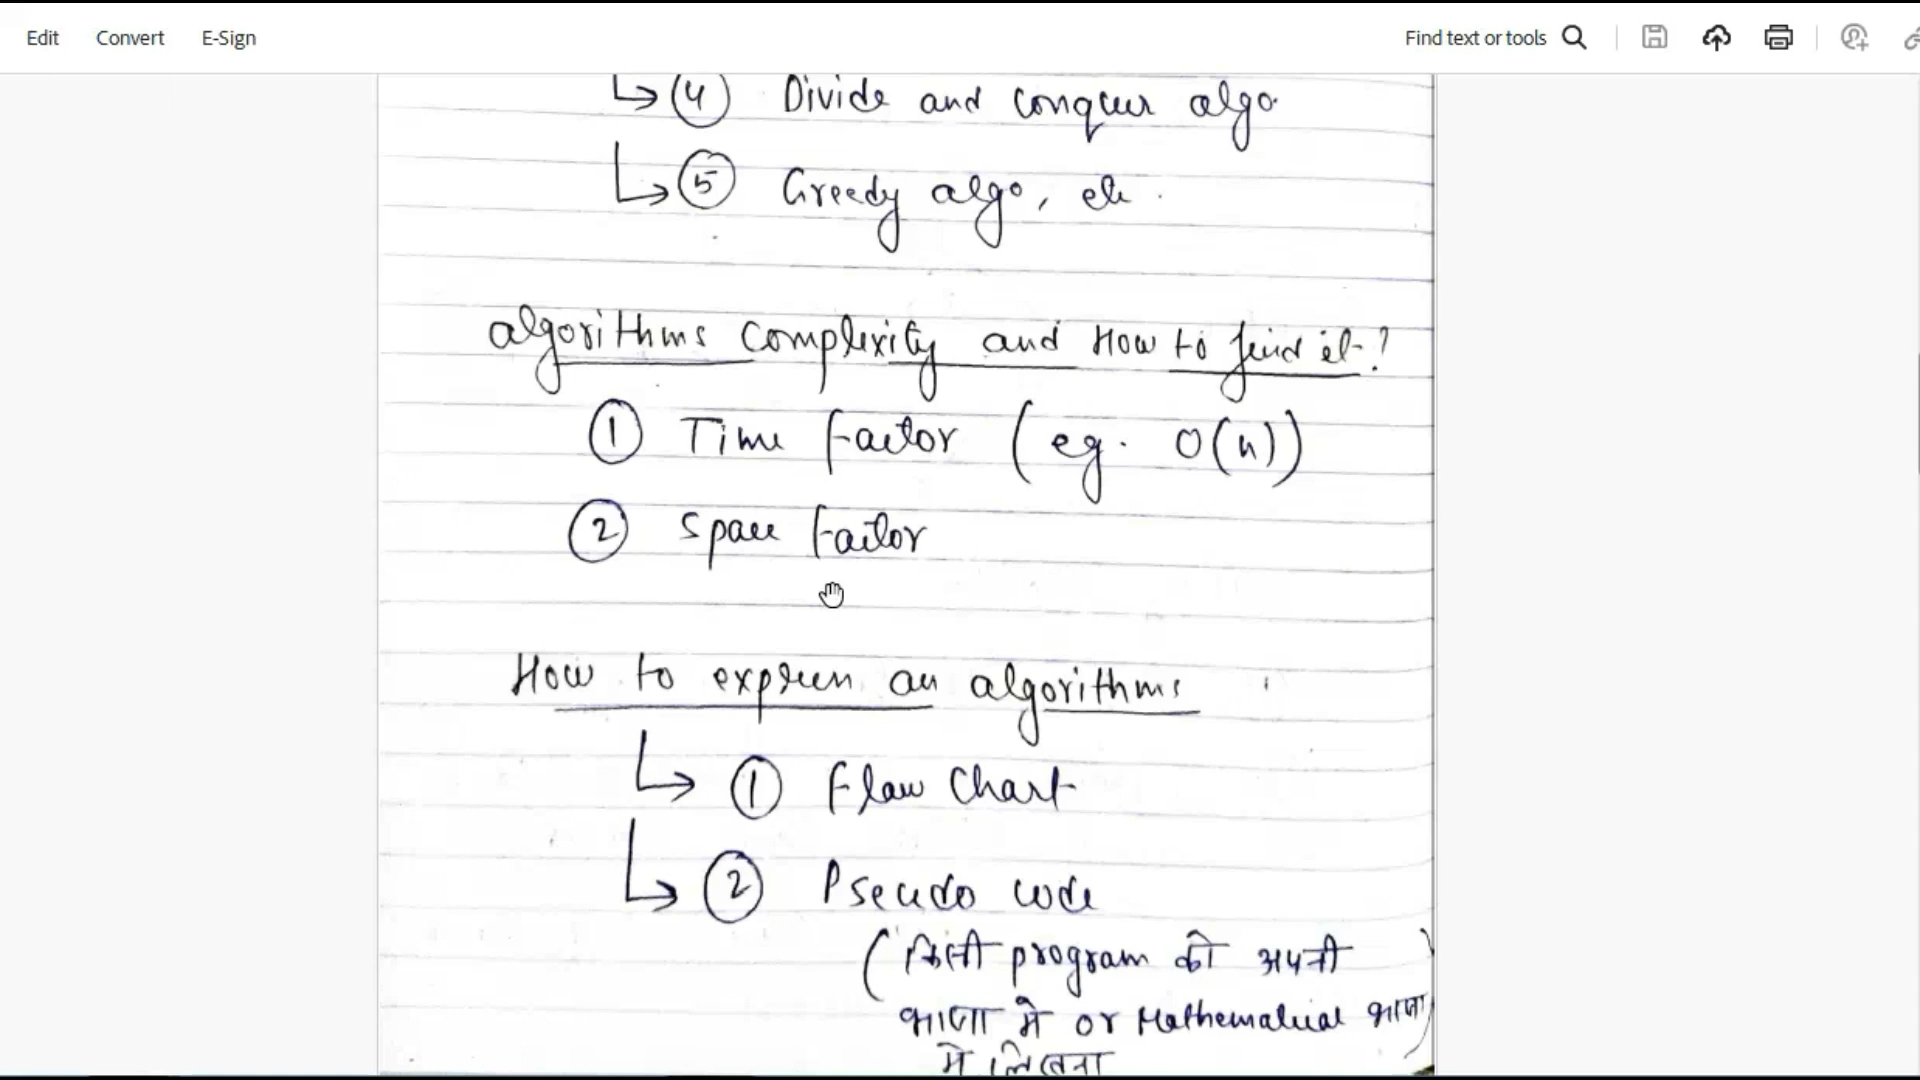 Edit Convert E-Sign Find text or tools
(4) Divide and conquer algo.
(5) Greedy algo, etc.
algorithms complexity and How to find it?
(1) Time factor (eg. O(n))
(2) Space factor
How to express an algorithms
(1) Flow Chart
(2) Pseudo code
(किसी program को अपनी
भाषा में or Mathematical भाषा)
में लिखना